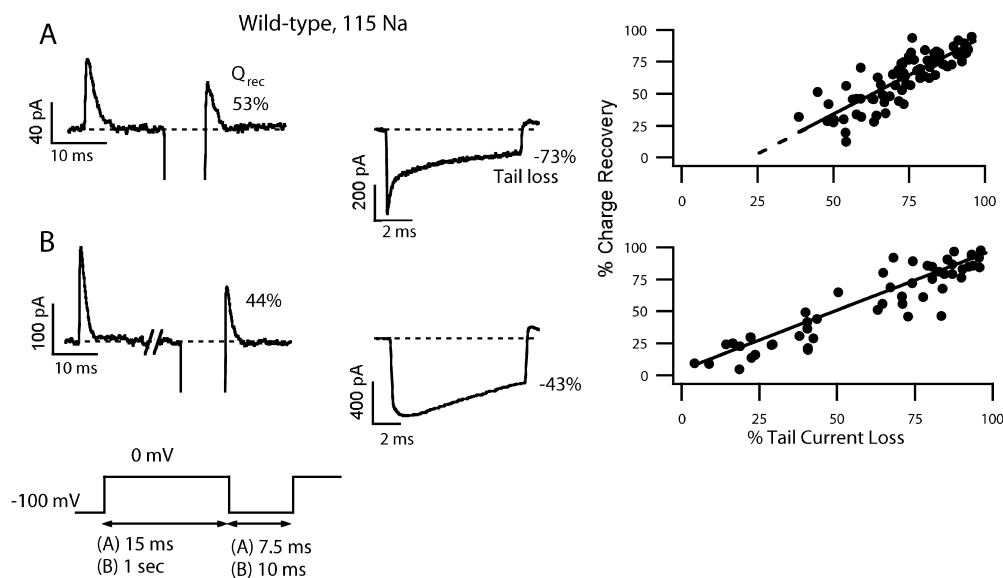 Wild-type, 115 Na
A
Qrec
53%
40 pA
10 ms
-73%
Tail loss
200 pA
2 ms
B
44%
100 pA
10 ms
-43%
400 pA
2 ms
0 mV
-100 mV
(A) 15 ms
(B) 1 sec
(A) 7.5 ms
(B) 10 ms
% Charge Recovery
100
75
50
25
0
0 25 50 75 100
100
75
50
25
0
0 25 50 75 100
% Tail Current Loss